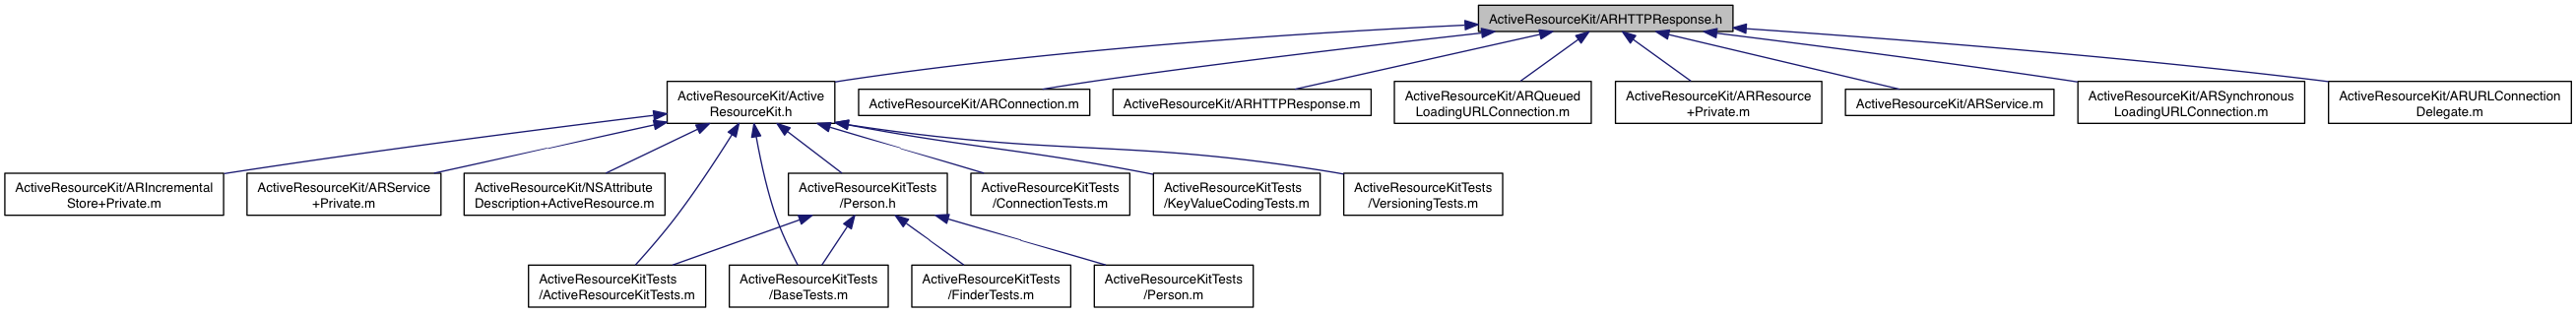 ActiveResourceKit/ARHTTPResponse.h
ActiveResourceKit/Active
ResourceKit.h
ActiveResourceKit/ARConnection.m
ActiveResourceKit/ARHTTPResponse.m
ActiveResourceKit/ARQueued
LoadingURLConnection.m
ActiveResourceKit/ARResource
+Private.m
ActiveResourceKit/ARService.m
ActiveResourceKit/ARSynchronous
LoadingURLConnection.m
ActiveResourceKit/ARURLConnection
Delegate.m
ActiveResourceKit/ARIncremental
Store+Private.m
ActiveResourceKit/ARService
+Private.m
ActiveResourceKit/NSAttribute
Description+ActiveResource.m
ActiveResourceKitTests
/Person.h
ActiveResourceKitTests
/ConnectionTests.m
ActiveResourceKitTests
/KeyValueCodingTests.m
ActiveResourceKitTests
/VersioningTests.m
ActiveResourceKitTests
/ActiveResourceKitTests.m
ActiveResourceKitTests
/BaseTests.m
ActiveResourceKitTests
/FinderTests.m
ActiveResourceKitTests
/Person.m